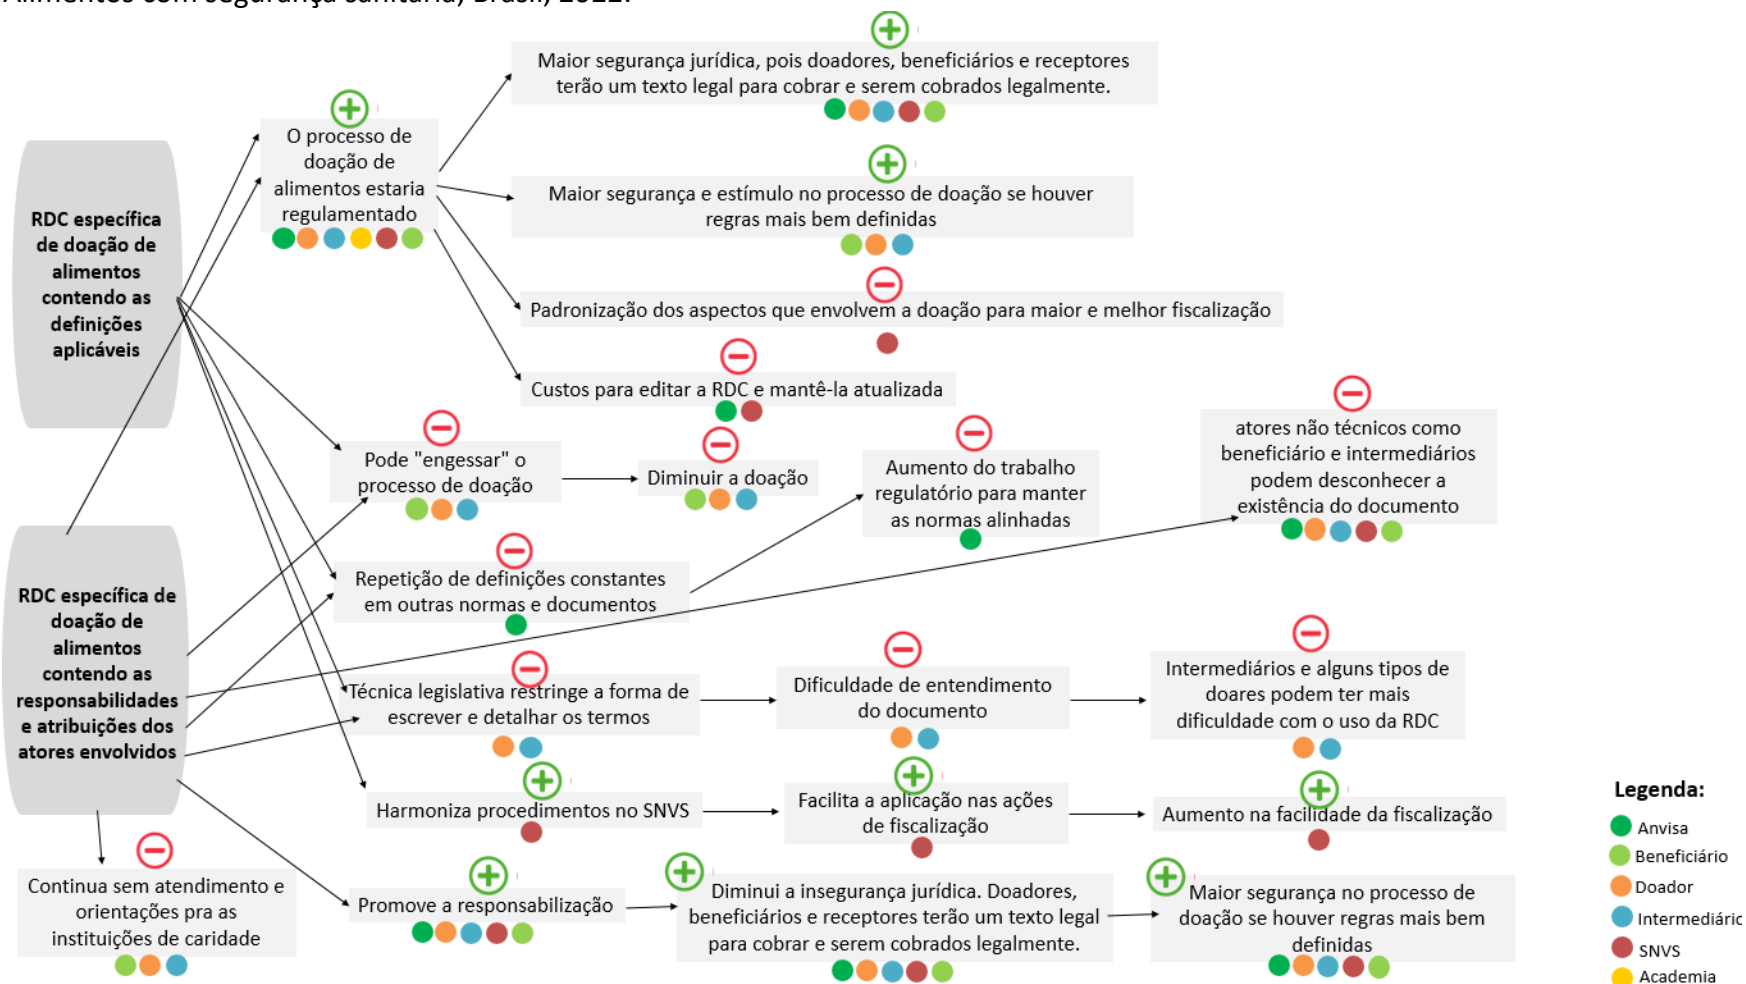 Alimentos com segurança sanitária, Brasil, 2022.
Maior segurança jurídica, pois doadores, beneficiários e receptores
terão um texto legal para cobrar e serem cobrados legalmente.
O processo de
doação de
alimentos estaria
regulamentado
Maior segurança e estímulo no processo de doação se houver
regras mais bem definidas
RDC específica
de doação de
alimentos
contendo as
definições
aplicáveis
Padronização dos aspectos que envolvem a doação para maior e melhor fiscalização
Custos para editar a RDC e mantê-la atualizada
Pode "engessar" o
processo de doação
Diminuir a doação
Aumento do trabalho
regulatório para manter
as normas alinhadas
atores não técnicos como
beneficiário e intermediários
podem desconhecer a
existência do documento
Repetição de definições constantes
em outras normas e documentos
RDC específica de
doação de
alimentos
contendo as
responsabilidades
e atribuições dos
atores envolvidos
Técnica legislativa restringe a forma de
escrever e detalhar os termos
Dificuldade de entendimento
do documento
Intermediários e alguns tipos de
doares podem ter mais
dificuldade com o uso da RDC
Harmoniza procedimentos no SNVS
Facilita a aplicação nas ações
de fiscalização
Aumento na facilidade da fiscalização
Continua sem atendimento e
orientações pra as
instituições de caridade
Promove a responsabilização
Diminui a insegurança jurídica. Doadores,
beneficiários e receptores terão um texto legal
para cobrar e serem cobrados legalmente.
Maior segurança no processo de
doação se houver regras mais bem
definidas
Legenda:
Anvisa
Beneficiário
Doador
Intermediário
SNVS
Academia